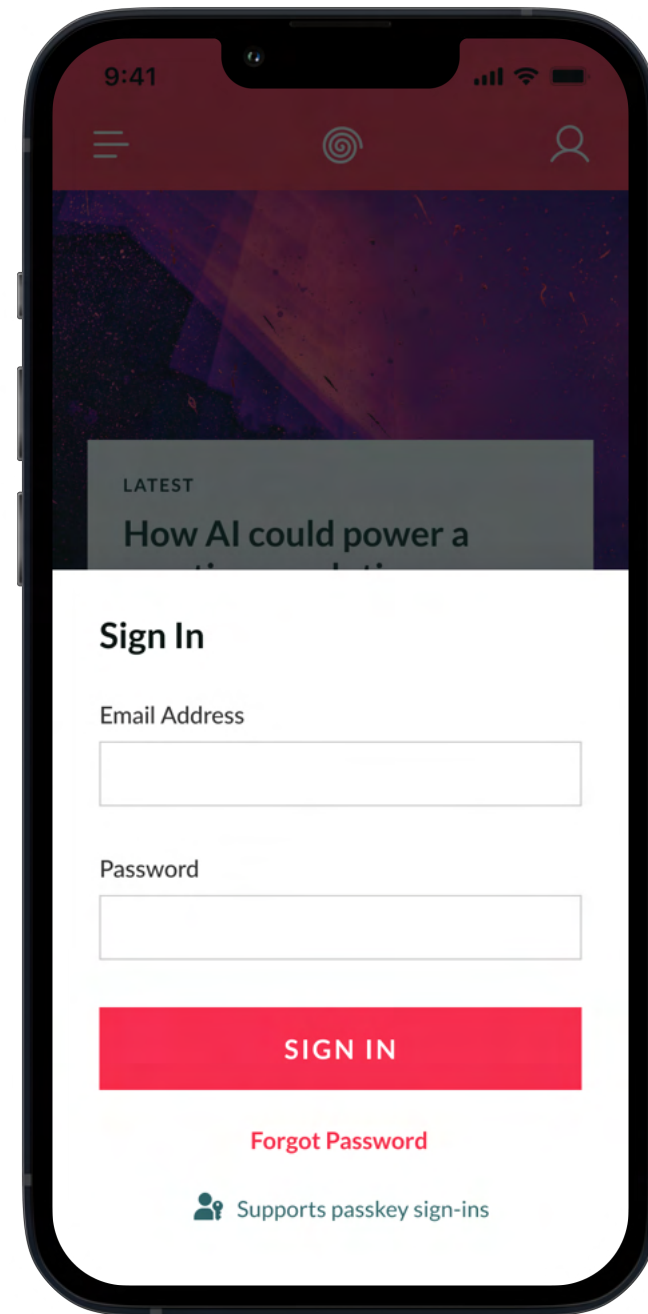 9:41
LATEST
How AI could power a
Sign In
Email Address
Password
SIGN IN
Forgot Password
Supports passkey sign-ins